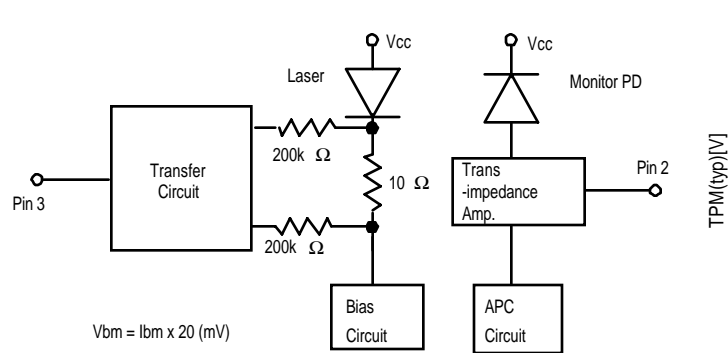 Vcc
Vcc
Laser
Monitor PD
200k Ω
Transfer
Circuit
10 Ω
Trans
-impedance
Amp.
Pin 2
Pin 3
200k Ω
Bias
Circuit
APC
Circuit
Vbm = Ibm x 20 (mV)
TPM(typ)[V]